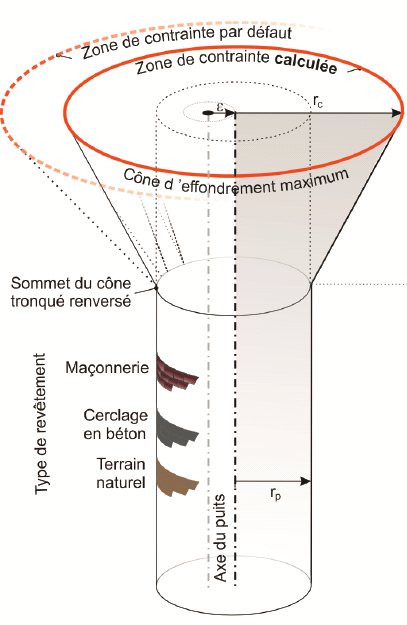 Zone de contrainte par défaut
Zone de contrainte calculée
ε
rc
Cône d'effondrement maximum
Sommet du cône
tronqué renversé
Type de revêtement
Maçonnerie
Cerclage
en béton
Terrain
naturel
rp
Axe du puits